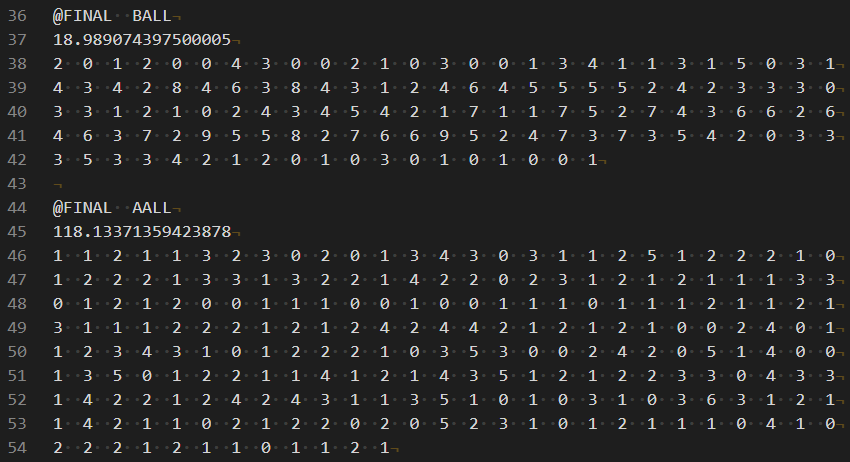 36 @FINAL  BALL
37 18.989074397500005
38 2  0  1  2  0  0  4  3  0  0  2  1  0  3  0  0  1  3  4  1  1  3  1  5  0  3  1
39 4  3  4  2  8  4  6  3  8  4  3  1  2  4  6  4  5  5  5  5  2  4  2  3  3  3  0
40 3  3  1  2  1  0  2  4  3  4  5  4  2  1  7  1  1  7  5  2  7  4  3  6  6  2  6
41 4  6  3  7  2  9  5  5  8  2  7  6  6  9  5  2  4  7  3  7  3  5  4  2  0  3  3
42 3  5  3  3  4  2  1  2  0  1  0  3  0  1  0  1  0  0  1
43
44 @FINAL  AALL
45 118.13371359423878
46 1  1  2  1  1  3  2  3  0  2  0  1  3  4  3  0  3  1  1  2  5  1  2  2  2  1  0
47 1  2  2  2  1  3  3  1  3  2  2  1  4  2  2  0  2  3  1  2  1  2  1  1  1  3  3
48 0  1  2  1  2  0  0  1  1  1  0  0  1  0  0  1  1  1  0  1  1  1  2  1  1  2  1
49 3  1  1  1  2  2  2  1  2  1  2  4  2  4  4  2  1  2  1  2  1  0  0  2  4  0  1
50 1  2  3  4  3  1  0  1  2  2  2  1  0  3  5  3  0  0  2  4  2  0  5  1  4  0  0
51 1  3  5  0  1  2  2  1  1  4  1  2  1  4  3  5  1  2  1  2  2  3  3  0  4  3  3
52 1  4  2  2  1  2  4  2  4  3  1  1  3  5  1  0  1  0  3  1  0  3  6  3  1  2  1
53 1  4  2  1  1  0  2  1  2  2  0  2  0  5  2  3  1  0  1  2  1  1  1  0  4  1  0
54 2  2  2  1  2  1  1  0  1  1  2  1